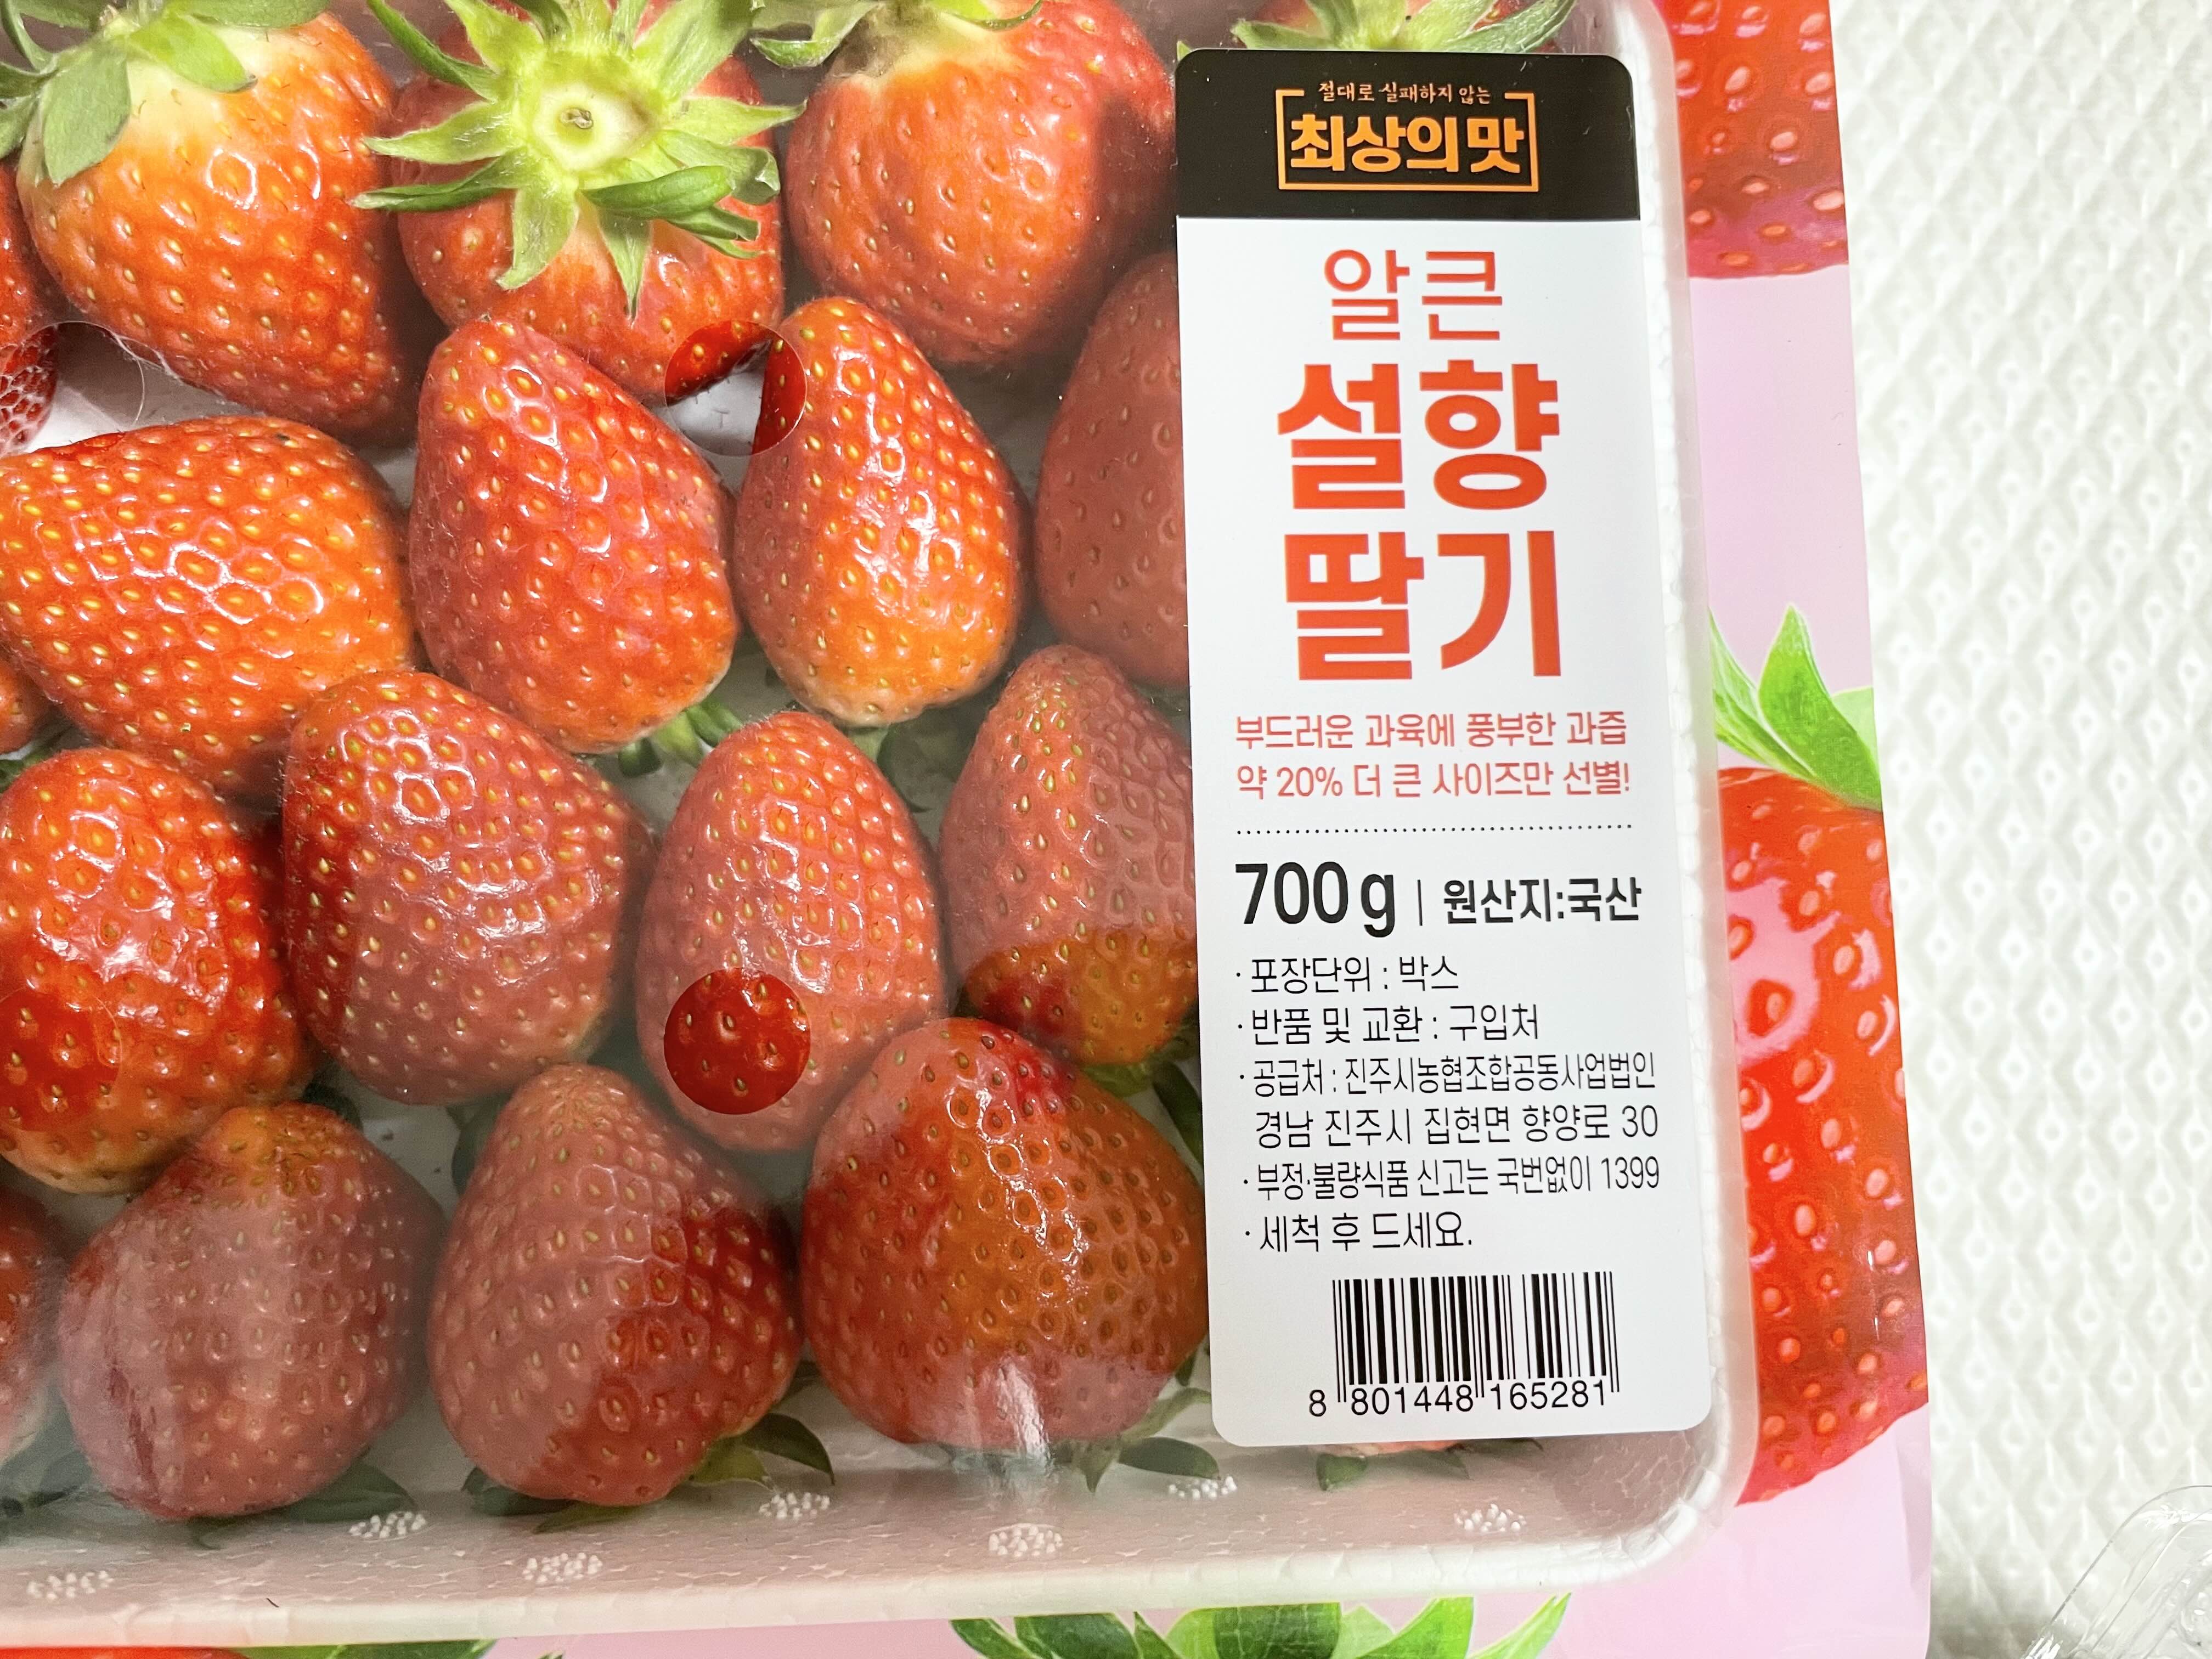 절대로 실패하지 않는
최상의맛
알큰
설향
딸기
부드러운 과육에 풍부한 과즙
약 20% 더 큰 사이즈만 선별!
700g | 원산지:국산
· 포장단위 : 박스
· 반품 및 교환 : 구입처
· 공급처 : 진주시농협조합공동사업법인
경남 진주시 집현면 향양로 30
· 부정·불량식품 신고는 국번없이 1399
· 세척 후 드세요.
8 801448 165281